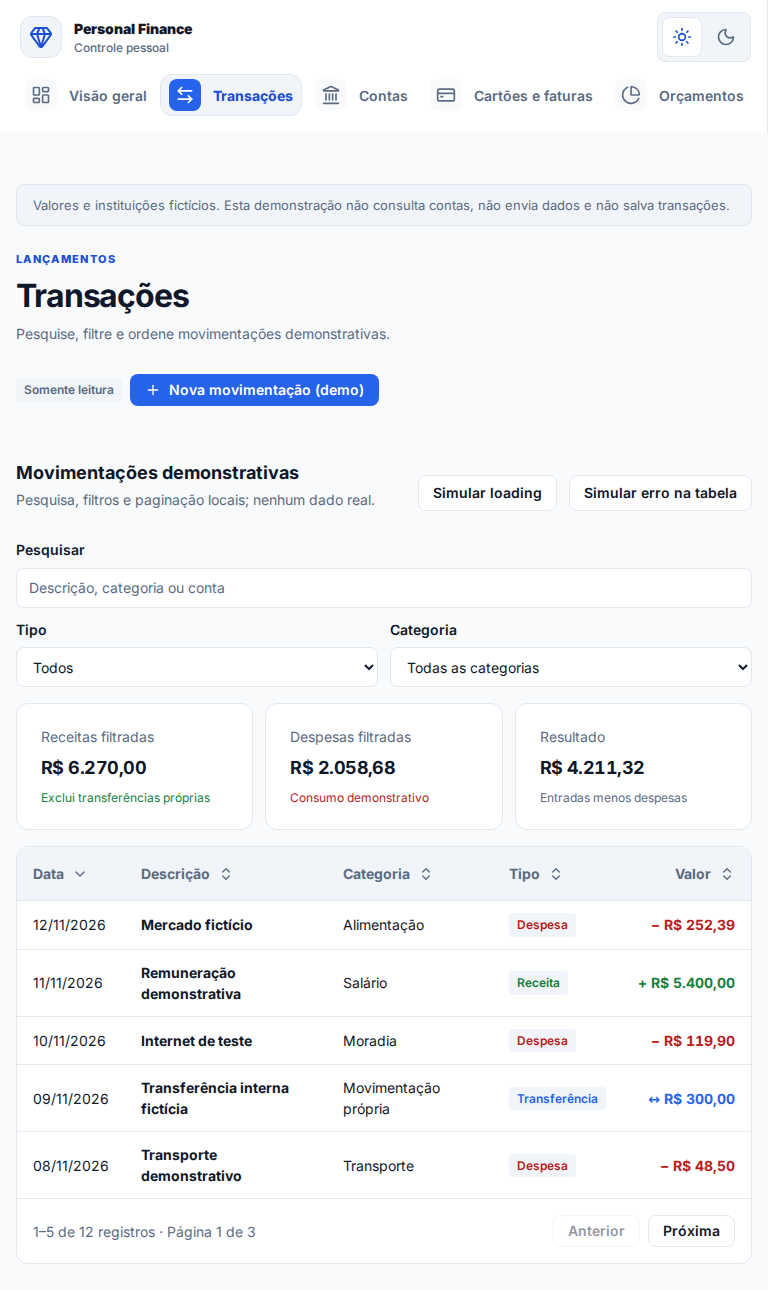 Personal Finance
Controle pessoal
Visão geral
Transações
Contas
Cartões e faturas
Orçamentos
Valores e instituições fictícios. Esta demonstração não consulta contas, não envia dados e não salva transações.
LANÇAMENTOS
Transações
Pesquise, filtre e ordene movimentações demonstrativas.
Somente leitura
Nova movimentação (demo)
Movimentações demonstrativas
Pesquisa, filtros e paginação locais; nenhum dado real.
Simular loading
Simular erro na tabela
Pesquisar
Descrição, categoria ou conta
Tipo
Categoria
Todos
Todas as categorias
Receitas filtradas
R$ 6.270,00
Exclui transferências próprias
Despesas filtradas
R$ 2.058,68
Consumo demonstrativo
Resultado
R$ 4.211,32
Entradas menos despesas
Data Descrição Categoria Tipo Valor
12/11/2026 Mercado fictício Alimentação Despesa − R$ 252,39
11/11/2026 Remuneração demonstrativa Salário Receita + R$ 5.400,00
10/11/2026 Internet de teste Moradia Despesa − R$ 119,90
09/11/2026 Transferência interna fictícia Movimentação própria Transferência ↔ R$ 300,00
08/11/2026 Transporte demonstrativo Transporte Despesa − R$ 48,50
1–5 de 12 registros · Página 1 de 3
Anterior
Próxima